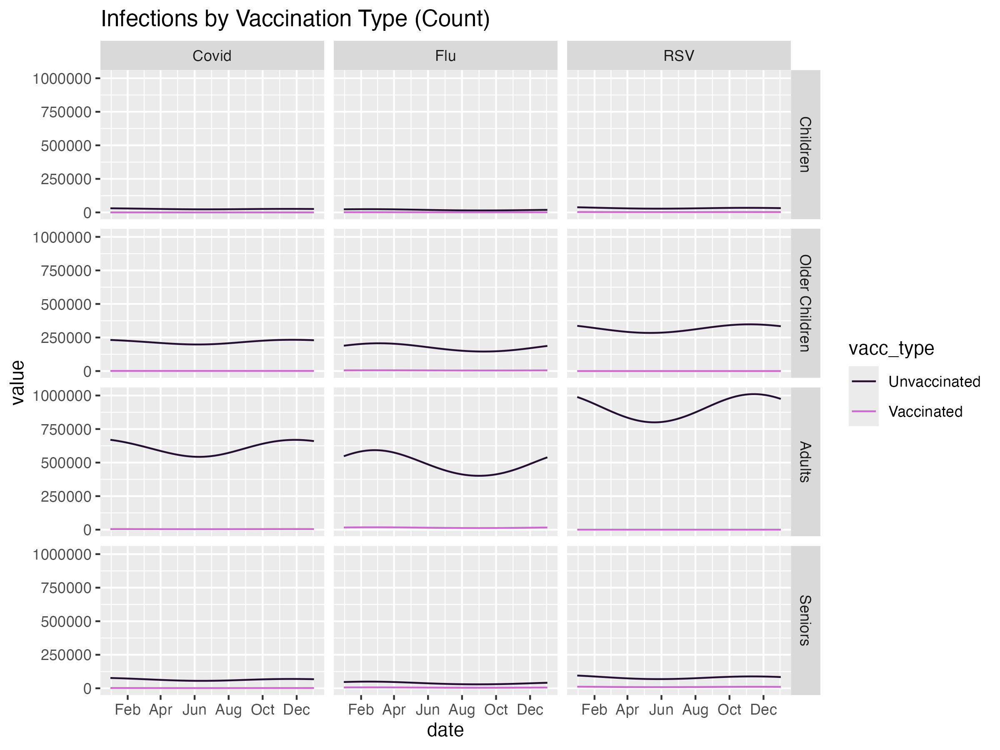 Infections by Vaccination Type (Count)
Covid Flu RSV
1000000
750000
500000
250000
0
Children
1000000
750000
500000
250000
0
Older Children
1000000
750000
500000
250000
0
Adults
1000000
750000
500000
250000
0
Seniors
value
Feb Apr Jun Aug Oct Dec Feb Apr Jun Aug Oct Dec Feb Apr Jun Aug Oct Dec
date
vacc_type
Unvaccinated
Vaccinated